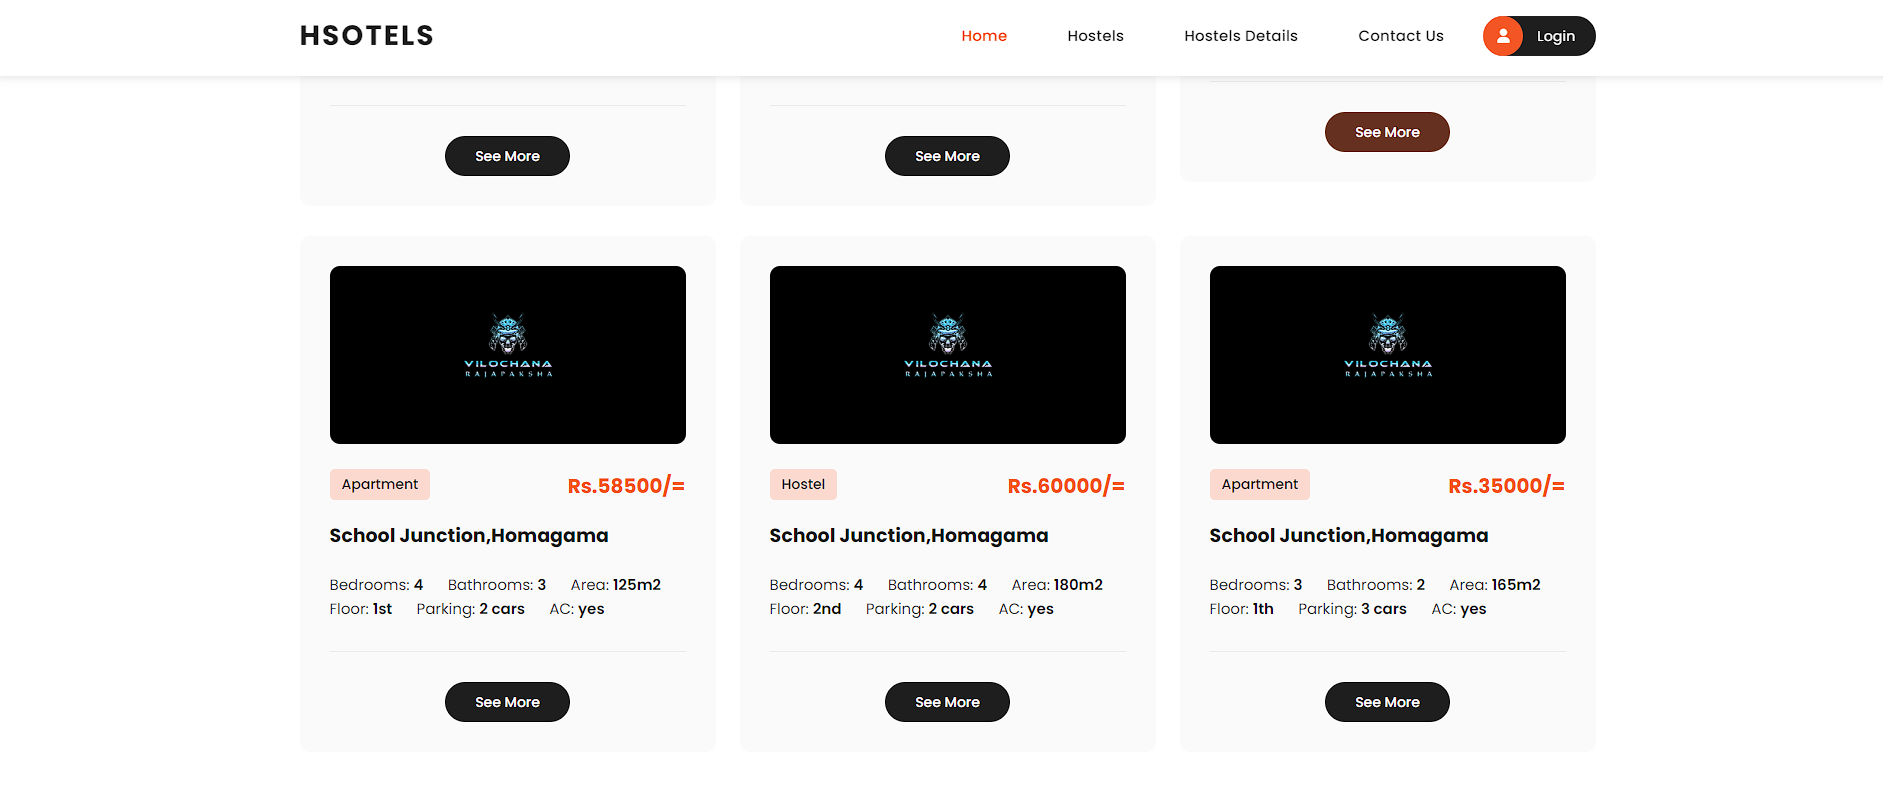 HSOTELS
Home Hostels Hostels Details Contact Us Login
See More See More See More
VILOCHANA
RAJAPAKSHA
VILOCHANA
RAJAPAKSHA
VILOCHANA
RAJAPAKSHA
Apartment Rs.58500/=
School Junction,Homagama
Bedrooms: 4 Bathrooms: 3 Area: 125m2
Floor: 1st Parking: 2 cars AC: yes
See More
Hostel Rs.60000/=
School Junction,Homagama
Bedrooms: 4 Bathrooms: 4 Area: 180m2
Floor: 2nd Parking: 2 cars AC: yes
See More
Apartment Rs.35000/=
School Junction,Homagama
Bedrooms: 3 Bathrooms: 2 Area: 165m2
Floor: 1th Parking: 3 cars AC: yes
See More